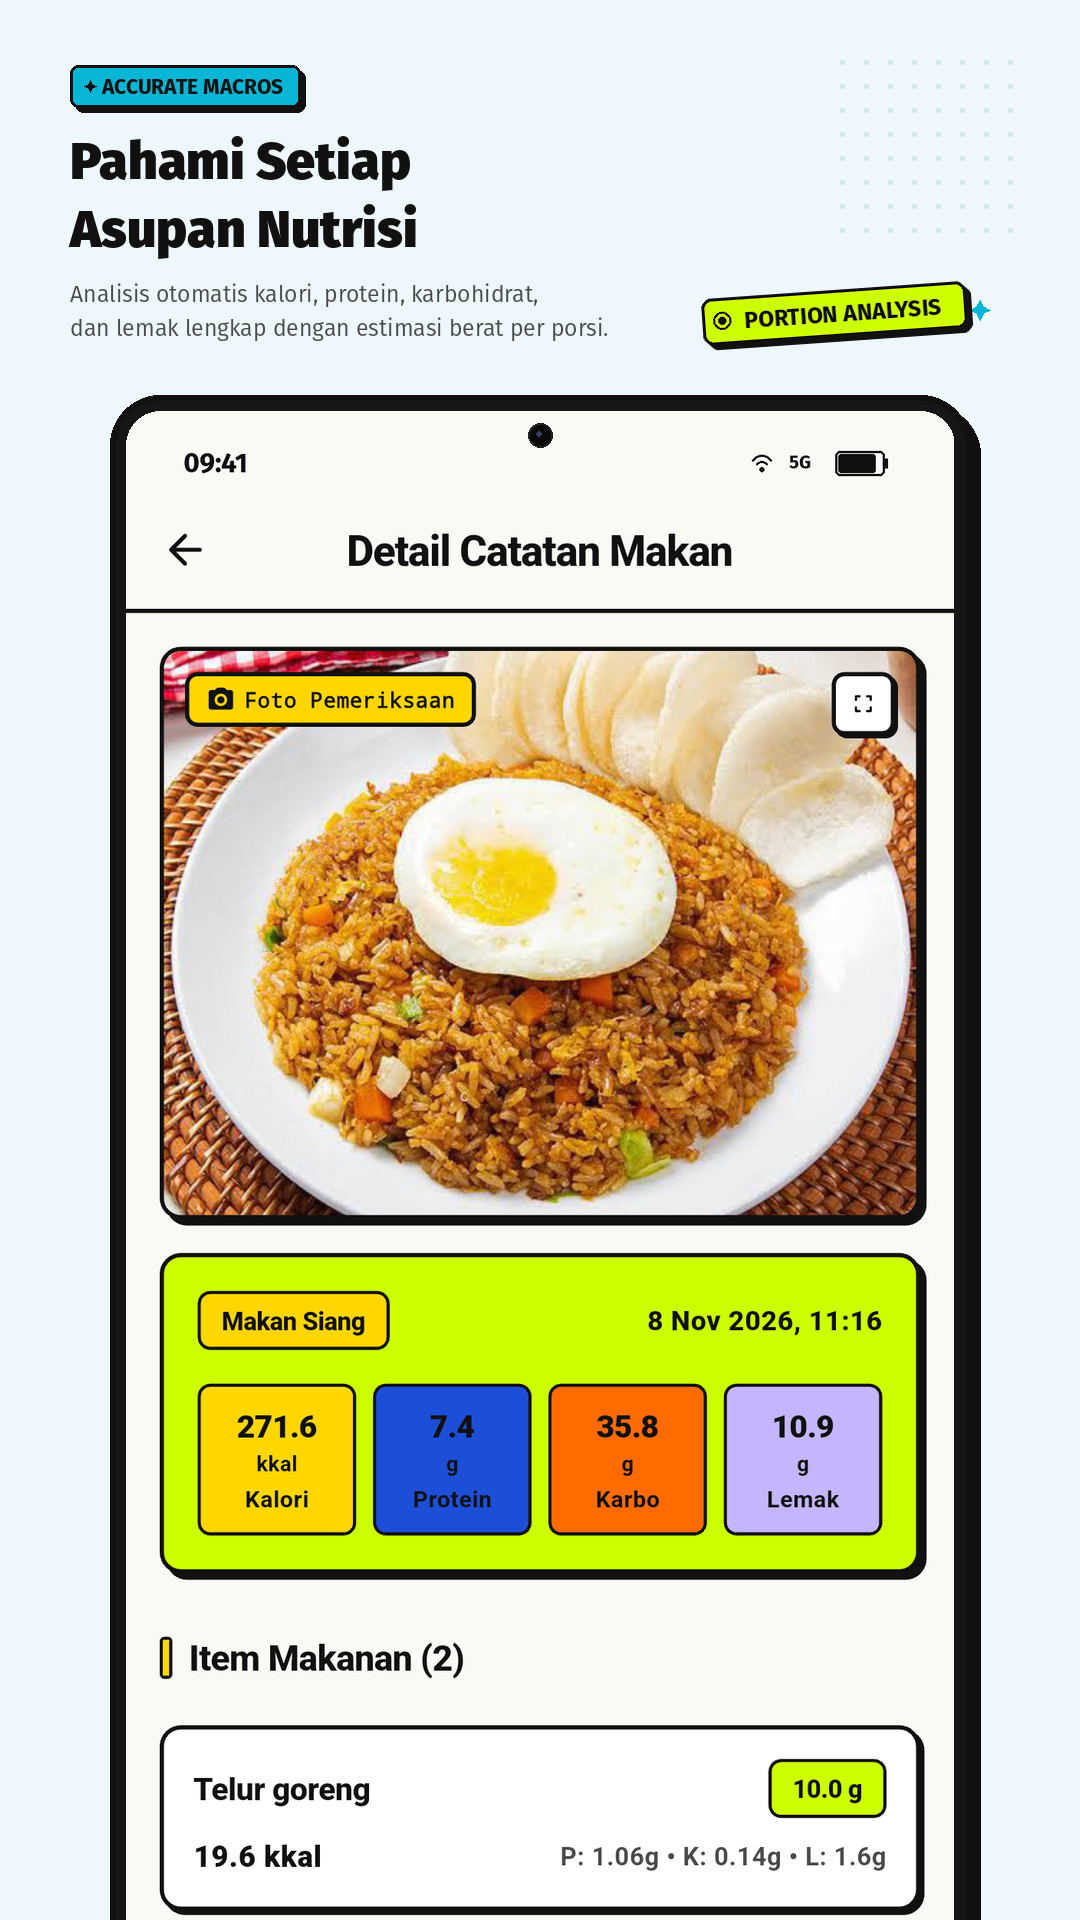 ACCURATE MACROS
Pahami Setiap
Asupan Nutrisi
Analisis otomatis kalori, protein, karbohidrat,
dan lemak lengkap dengan estimasi berat per porsi.
PORTION ANALYSIS
09:41
5G
Detail Catatan Makan
Foto Pemeriksaan
Makan Siang
8 Nov 2026, 11:16
271.6
kkal
Kalori
7.4
g
Protein
35.8
g
Karbo
10.9
g
Lemak
Item Makanan (2)
Telur goreng
10.0 g
19.6 kkal
P: 1.06g • K: 0.14g • L: 1.6g